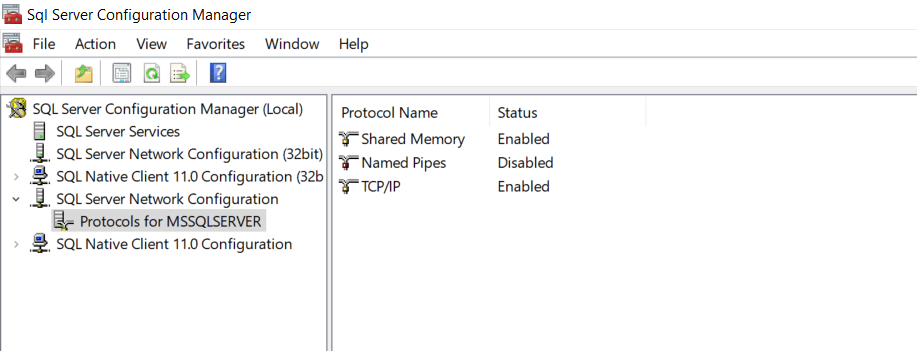 Sql Server Configuration Manager
File Action View Favorites Window Help
SQL Server Configuration Manager (Local)
SQL Server Services
SQL Server Network Configuration (32bit)
SQL Native Client 11.0 Configuration (32b
SQL Server Network Configuration
Protocols for MSSQLSERVER
SQL Native Client 11.0 Configuration
Protocol Name Status
Shared Memory Enabled
Named Pipes Disabled
TCP/IP Enabled